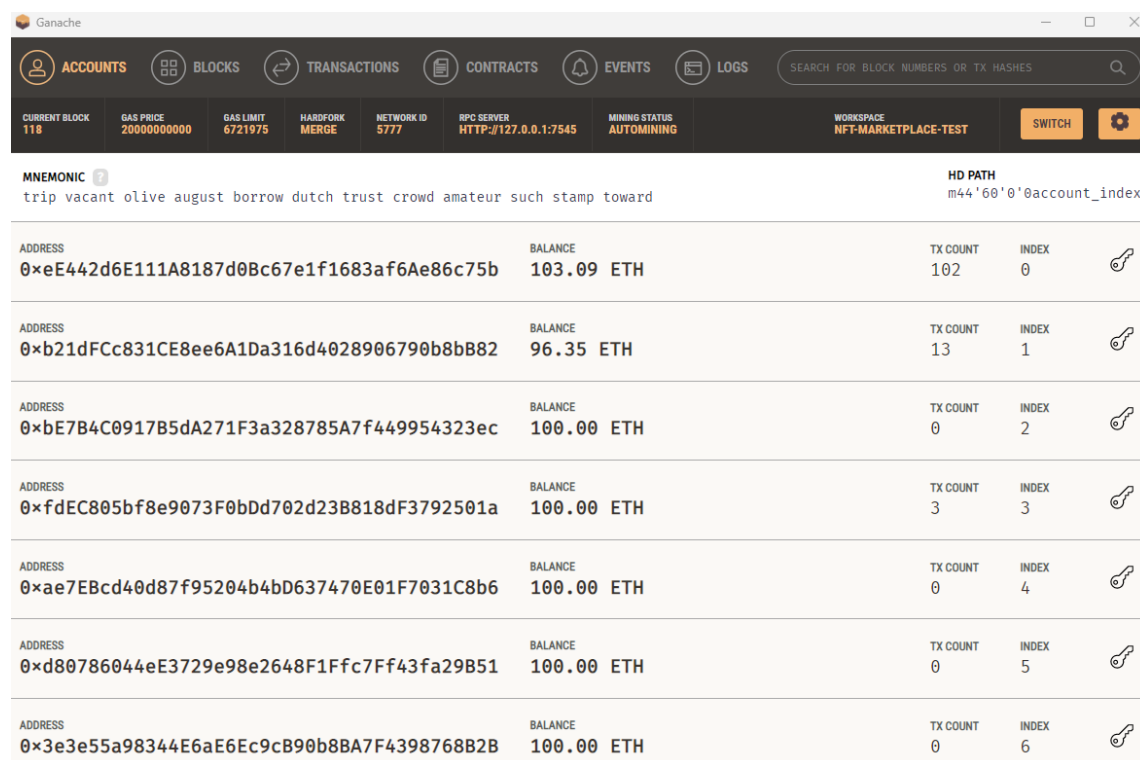 Ganache
ACCOUNTS BLOCKS TRANSACTIONS CONTRACTS EVENTS LOGS SEARCH FOR BLOCK NUMBERS OR TX HASHES
CURRENT BLOCK GAS PRICE GAS LIMIT HARDFORK NETWORK ID RPC SERVER MINING STATUS WORKSPACE
118 20000000000 6721975 MERGE 5777 HTTP://127.0.0.1:7545 AUTOMINING NFT-MARKETPLACE-TEST SWITCH
MNEMONIC ? HD PATH
trip vacant olive august borrow dutch trust crowd amateur such stamp toward m44'60'0'0account_index
ADDRESS BALANCE TX COUNT INDEX
0×eE442d6E111A8187d0Bc67e1f1683af6Ae86c75b 103.09 ETH 102 0
ADDRESS BALANCE TX COUNT INDEX
0×b21dFCc831CE8ee6A1Da316d4028906790b8bB82 96.35 ETH 13 1
ADDRESS BALANCE TX COUNT INDEX
0×bE7B4C0917B5dA271F3a328785A7f449954323ec 100.00 ETH 0 2
ADDRESS BALANCE TX COUNT INDEX
0×fdEC805bf8e9073F0bDd702d23B818dF3792501a 100.00 ETH 3 3
ADDRESS BALANCE TX COUNT INDEX
0×ae7EBcd40d87f95204b4bD637470E01F7031C8b6 100.00 ETH 0 4
ADDRESS BALANCE TX COUNT INDEX
0×d80786044eE3729e98e2648F1Ffc7Ff43fa29B51 100.00 ETH 0 5
ADDRESS BALANCE TX COUNT INDEX
0×3e3e55a98344E6aE6Ec9cB90b8BA7F4398768B2B 100.00 ETH 0 6